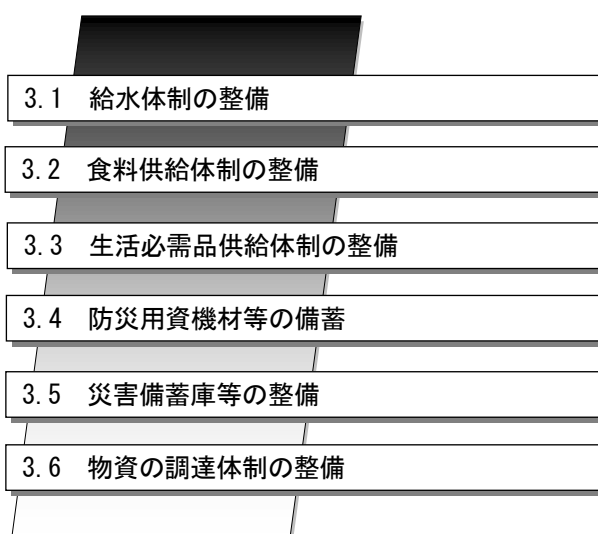 3.1　給水体制の整備
3.2　食料供給体制の整備
3.3　生活必需品供給体制の整備
3.4　防災用資機材等の備蓄
3.5　災害備蓄庫等の整備
3.6　物資の調達体制の整備